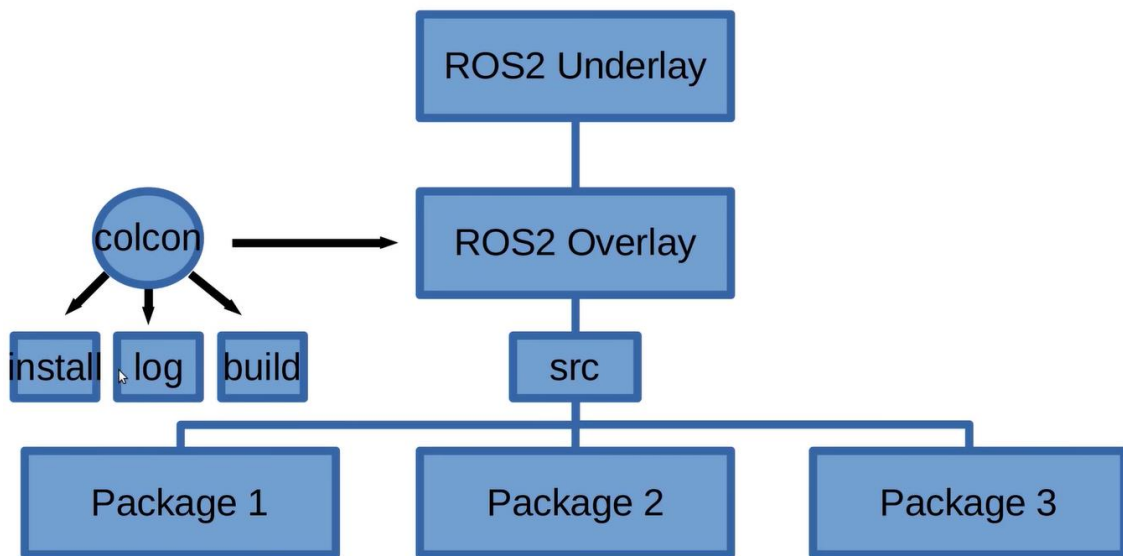 ROS2 Underlay
colcon
ROS2 Overlay
install
log
build
src
Package 1
Package 2
Package 3